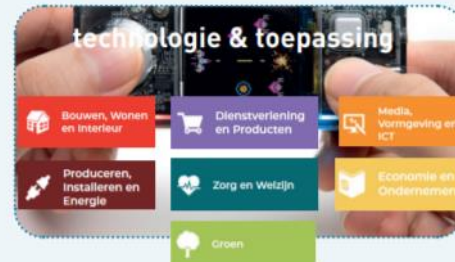 technologie & toepassing
Bouwen, Wonen
en Interieur
Dienstverlening
en Producten
Media,
Vormgeving en
ICT
Produceren,
Installeren en
Energie
Zorg en Welzijn
Economie en
Ondernemen
Groen